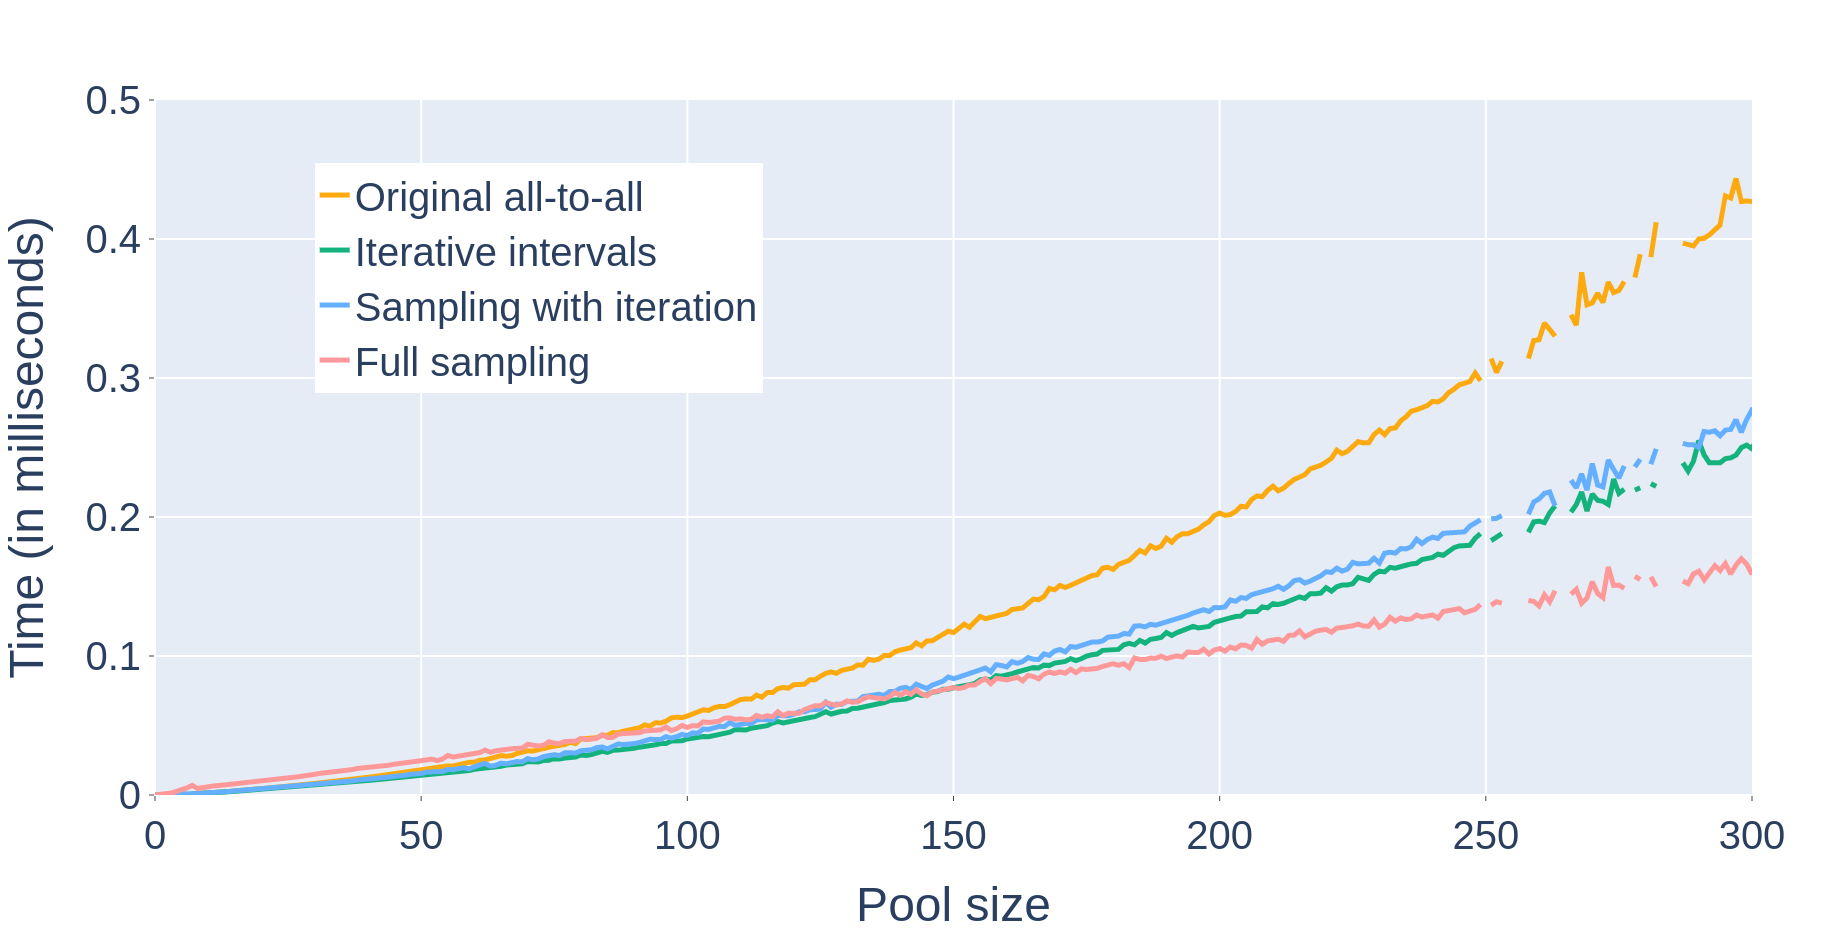 Time (in milliseconds)
0.5
0.4
0.3
0.2
0.1
0
Original all-to-all
Iterative intervals
Sampling with iteration
Full sampling
0 50 100 150 200 250 300
Pool size